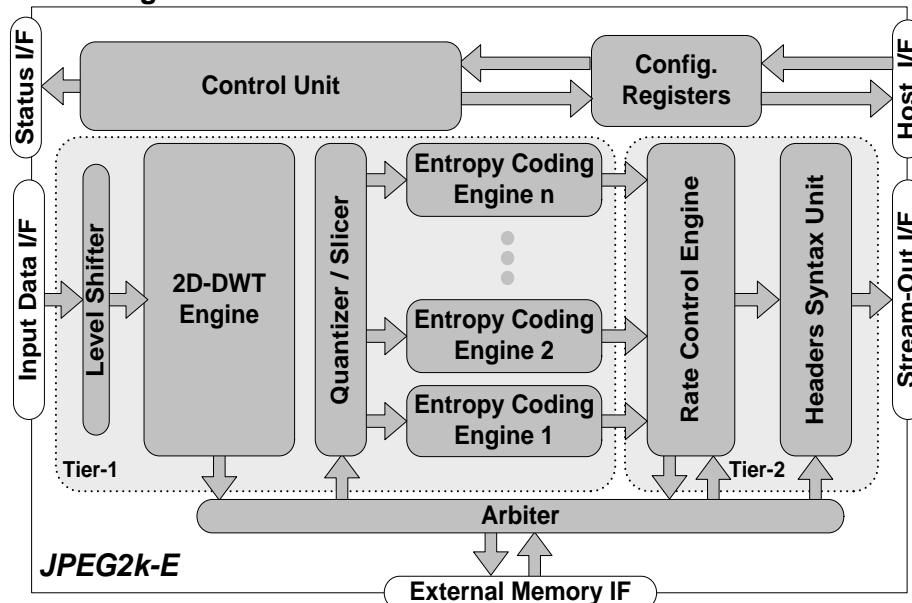 Status I/F
Control Unit
Config.
Registers
Host I/F
Input Data I/F
Level Shifter
2D-DWT
Engine
Quantizer / Slicer
Entropy Coding
Engine n
Entropy Coding
Engine 2
Entropy Coding
Engine 1
Rate Control Engine
Headers Syntax Unit
Stream-Out I/F
Tier-1
Tier-2
Arbiter
JPEG2k-E
External Memory IF